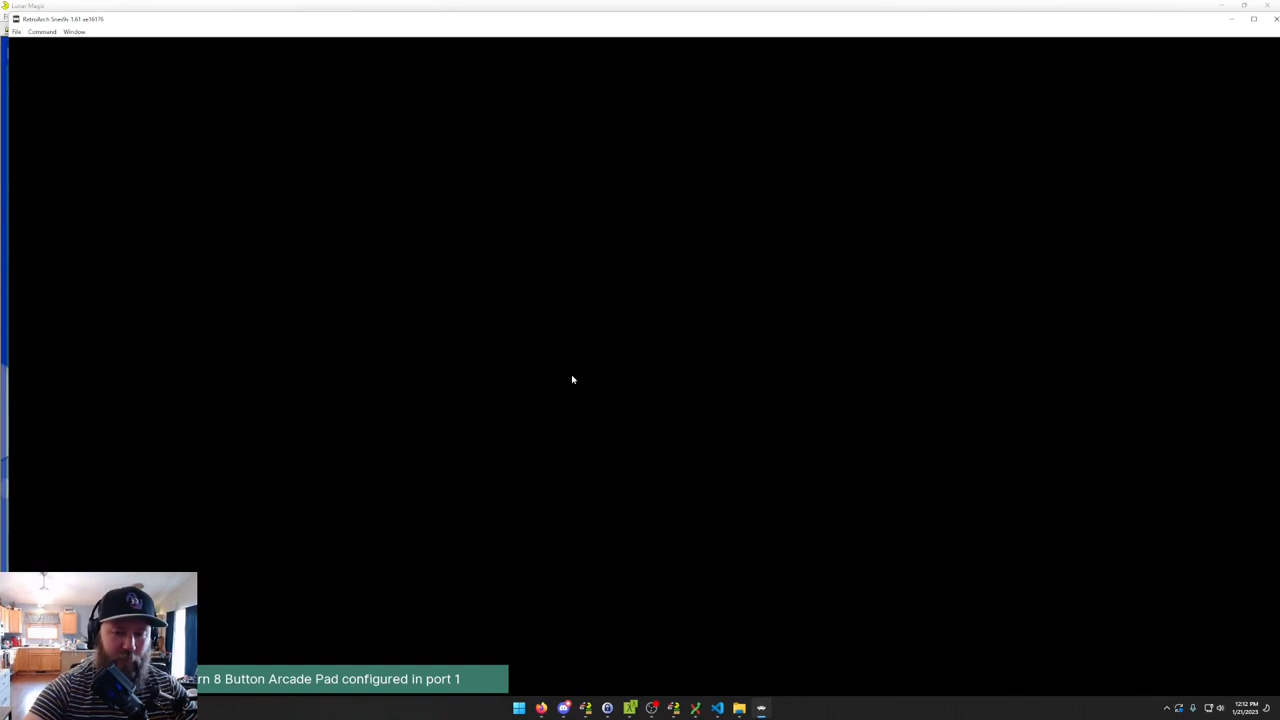 Lunar Magic
RetroArch Snes9x 1.61 ae16176
File Command Window
rn 8 Button Arcade Pad configured in port 1
12:12 PM
1/21/2023